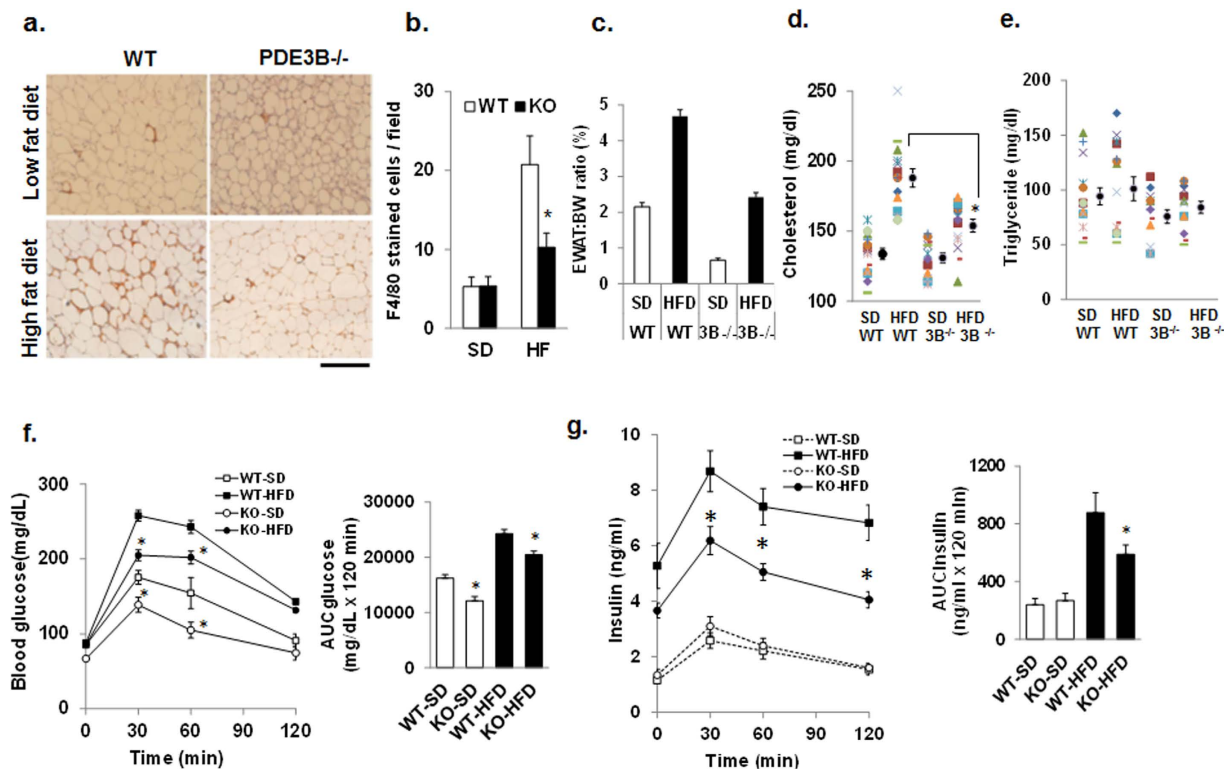 a.
WT PDE3B-/-
Low fat diet
High fat diet
b.
F4/80 stained cells / field
30
20
10
0
WT KO
*
SD HF
c.
EWAT:BW ratio (%)
5
4
3
2
1
0
SD HFD SD HFD
WT WT 3B-/- 3B-/-
d.
Cholesterol (mg/dl)
250
200
150
100
*
SD HFD SD HFD
WT WT 3B-/- 3B-/-
e.
Triglyceride (mg/dl)
200
150
100
50
0
SD HFD SD HFD
WT WT 3B-/- 3B-/-
f.
Blood glucose(mg/dL)
300
200
100
0
WT-SD
WT-HFD
KO-SD
KO-HFD
* *
* *
0 30 60 120
Time (min)
AUC glucose
(mg/dL x 120 min)
30000
20000
10000
0
* *
WT-SD KO-SD WT-HFD KO-HFD
g.
Insulin (ng/ml)
10
8
6
4
2
0
WT-SD
WT-HFD
KO-SD
KO-HFD
* * *
0 30 60 120
Time (min)
AUC Insulin
(ng/ml x 120 min)
1200
800
400
0
*
WT-SD KO-SD WT-HFD KO-HFD